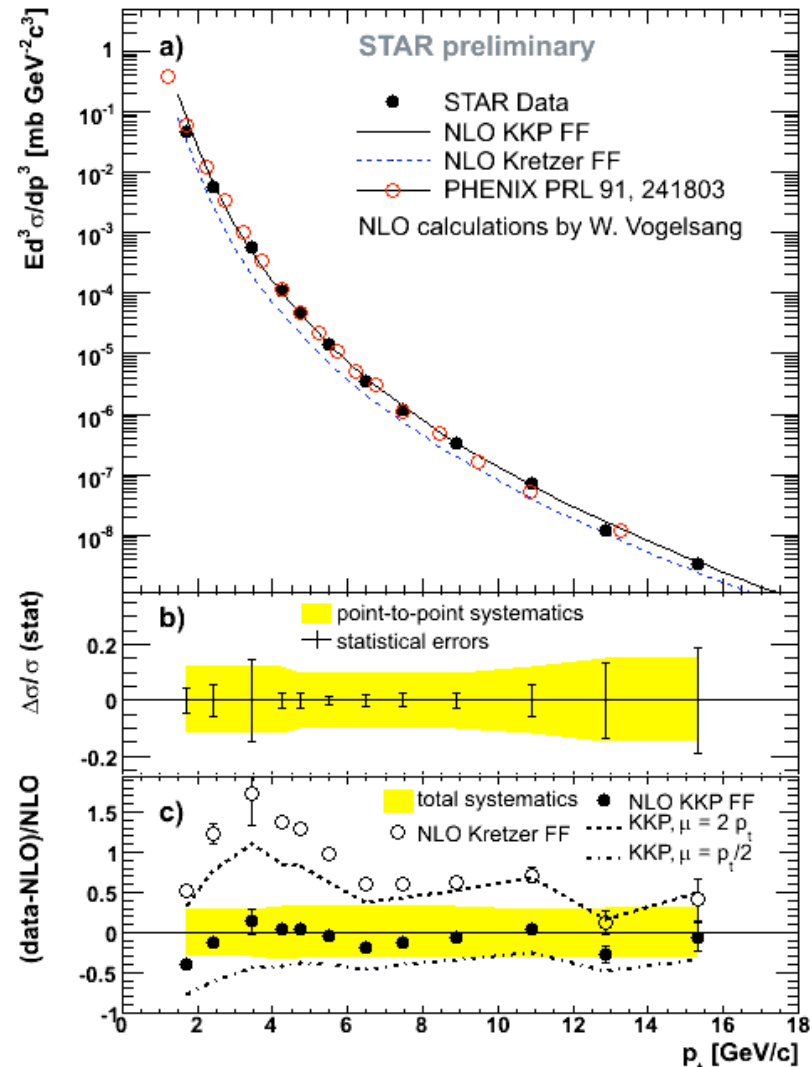 a)
STAR preliminary
STAR Data
NLO KKP FF
NLO Kretzer FF
PHENIX PRL 91, 241803
NLO calculations by W. Vogelsang
Ed³σ/dp³ [mb GeV⁻²c³]
1
10⁻¹
10⁻²
10⁻³
10⁻⁴
10⁻⁵
10⁻⁶
10⁻⁷
10⁻⁸
b)
point-to-point systematics
statistical errors
Δσ/σ (stat)
0.2
0
-0.2
c)
total systematics
NLO KKP FF
NLO Kretzer FF
KKP, μ = 2 pₜ
KKP, μ = pₜ/2
(data-NLO)/NLO
1.5
1
0.5
0
-0.5
-1
0 2 4 6 8 10 12 14 16 18
p [GeV/c]